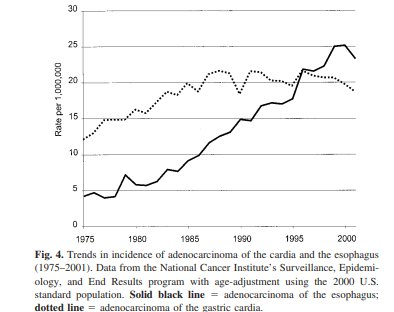 30
25
20
15
10
5
0
Rate per 1,000,000
1975 1980 1985 1990 1995 2000
Fig. 4. Trends in incidence of adenocarcinoma of the cardia and the esophagus
(1975–2001). Data from the National Cancer Institute's Surveillance, Epidemi-
ology, and End Results program with age-adjustment using the 2000 U.S.
standard population. Solid black line = adenocarcinoma of the esophagus;
dotted line = adenocarcinoma of the gastric cardia.